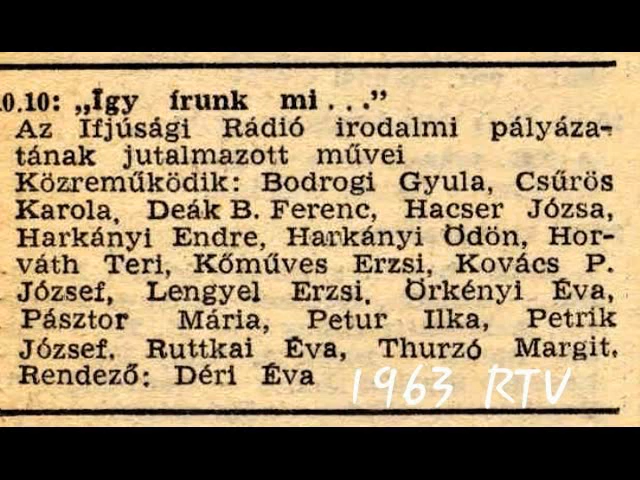 0.10: „Így írunk mi..."
Az Ifjúsági Rádió irodalmi pályáza-
tának jutalmazott művei
Közreműködik: Bodrogi Gyula, Csűrös
Karola, Deák B. Ferenc, Hacser Józsa,
Harkányi Endre, Harkányi Ödön, Hor-
váth Teri, Kőműves Erzsi, Kovács P.
József, Lengyel Erzsi, Örkényi Éva,
Pásztor Mária, Petur Ilka, Petrik
József, Ruttkai Éva, Thurzó Margit.
Rendező: Déri Éva
1963 RTV